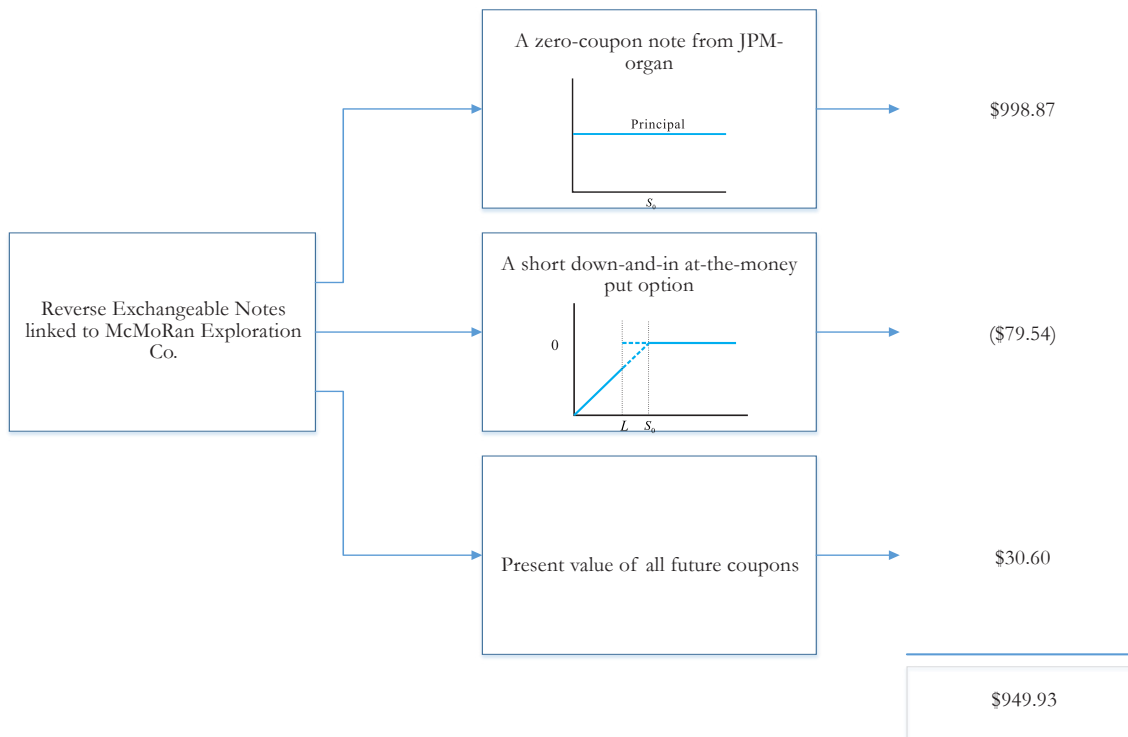 A zero-coupon note from JPM-
organ
Principal
S₀
$998.87
Reverse Exchangeable Notes
linked to McMoRan Exploration
Co.
A short down-and-in at-the-money
put option
0
L S₀
($79.54)
Present value of all future coupons
$30.60
$949.93